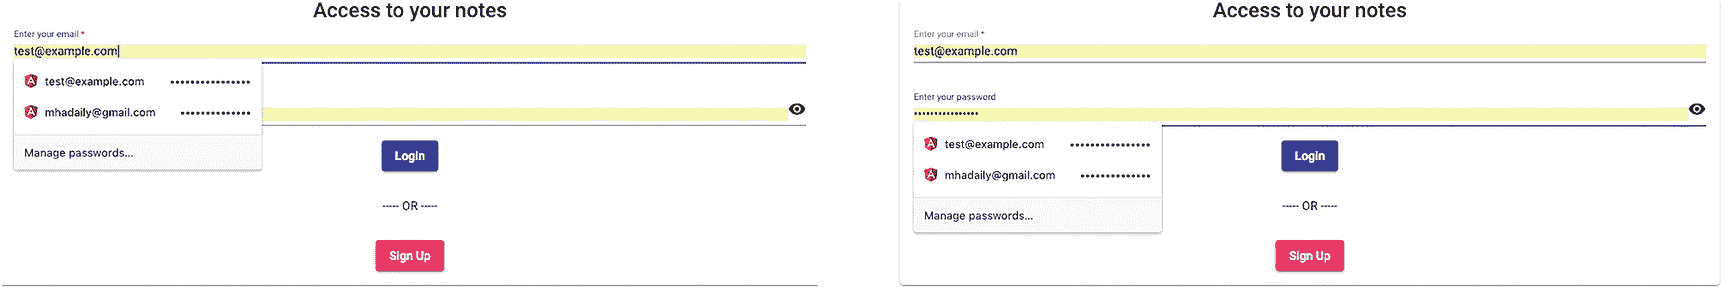 Access to your notes
Enter your email *
test@example.com
test@example.com ••••••••••••••••
mhadaily@gmail.com ••••••••••••••
Manage passwords...
Login
----- OR -----
Sign Up
Access to your notes
Enter your email *
test@example.com
Enter your password
••••••••••••••••
test@example.com ••••••••••••••••
mhadaily@gmail.com ••••••••••••••
Manage passwords...
Login
----- OR -----
Sign Up